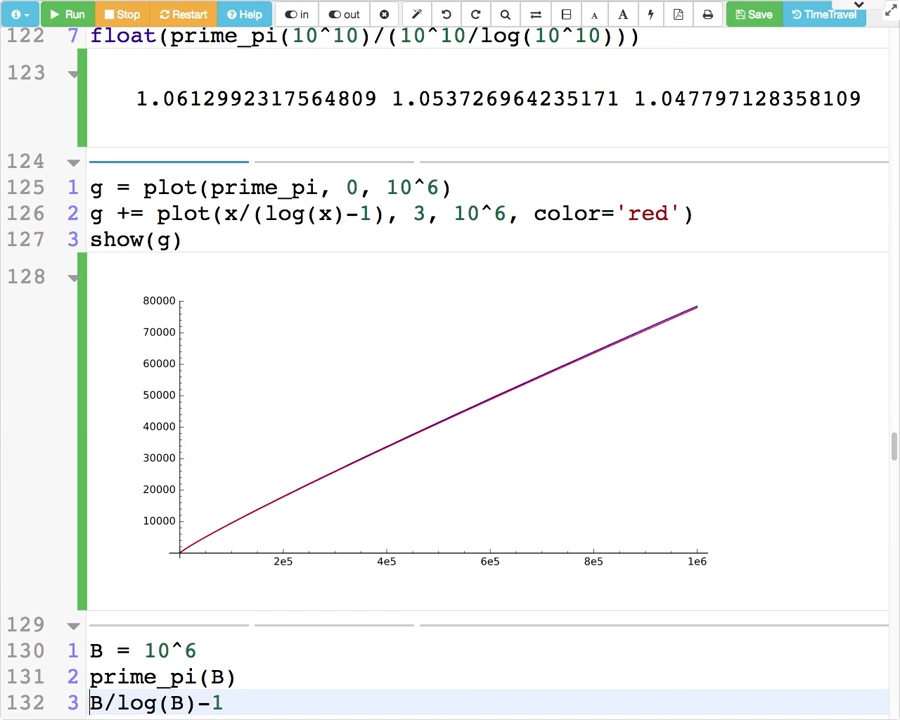 Run Stop Restart Help in out A A Save TimeTravel
122 7 float(prime_pi(10^10)/(10^10/log(10^10)))
123
1.0612992317564809 1.053726964235171 1.047797128358109
124
125 1 g = plot(prime_pi, 0, 10^6)
126 2 g += plot(x/(log(x)-1), 3, 10^6, color='red')
127 3 show(g)
128
80000
70000
60000
50000
40000
30000
20000
10000
2e5 4e5 6e5 8e5 1e6
129
130 1 B = 10^6
131 2 prime_pi(B)
132 3 B/log(B)-1